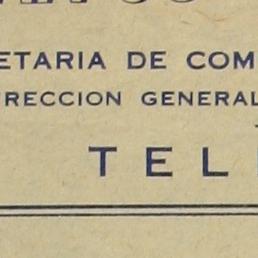 ETARIA DE COM
RECCION GENERAL
TEL